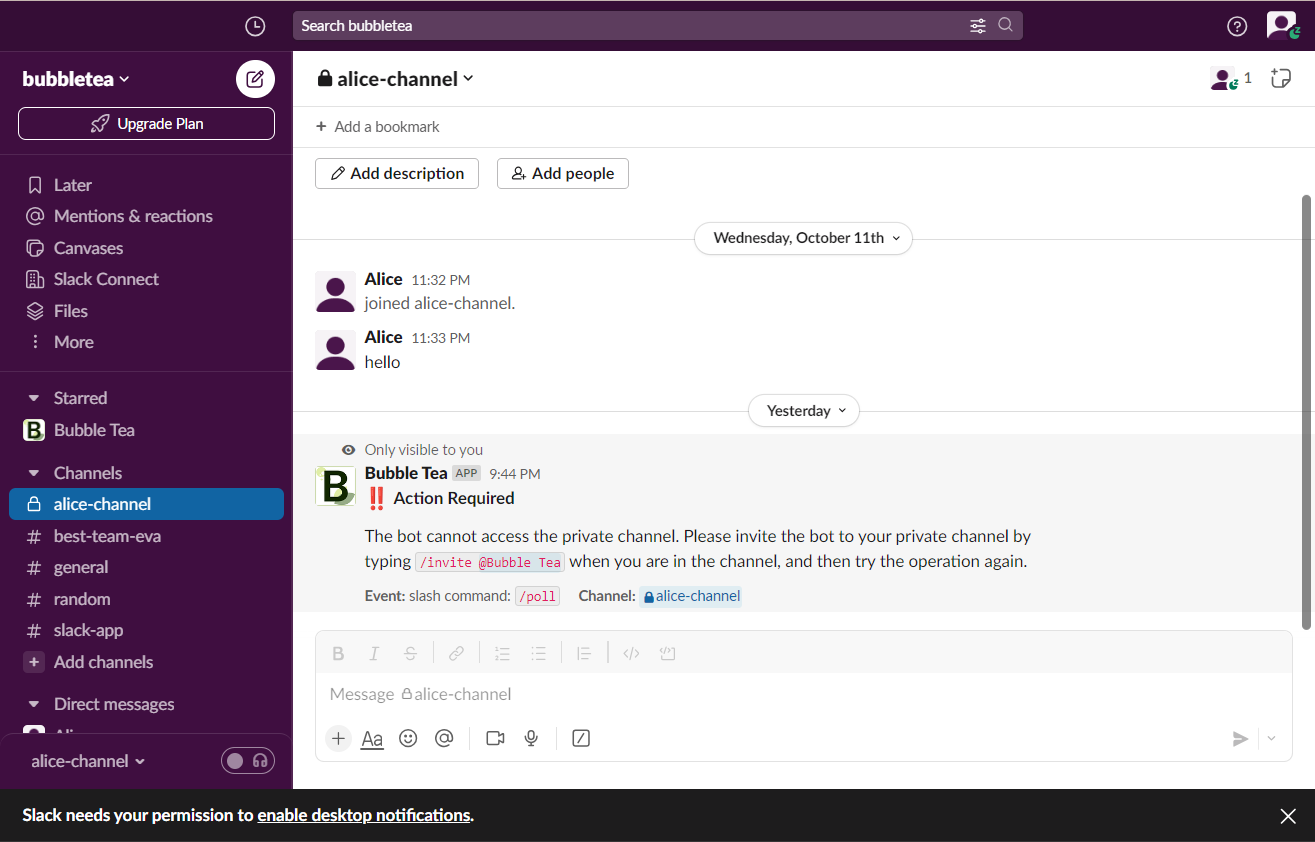 Search bubbletea
bubbletea
Upgrade Plan
Later
Mentions & reactions
Canvases
Slack Connect
Files
More
Starred
B Bubble Tea
Channels
alice-channel
# best-team-eva
# general
# random
# slack-app
+ Add channels
Direct messages
alice-channel
alice-channel
1
+ Add a bookmark
Add description
Add people
Wednesday, October 11th
Alice 11:32 PM
joined alice-channel.
Alice 11:33 PM
hello
Yesterday
Only visible to you
B
Bubble Tea APP 9:44 PM
‼️ Action Required
The bot cannot access the private channel. Please invite the bot to your private channel by
typing /invite @Bubble Tea when you are in the channel, and then try the operation again.
Event: slash command: /poll Channel: alice-channel
B I S
Message alice-channel
+ Aa @
Slack needs your permission to enable desktop notifications.